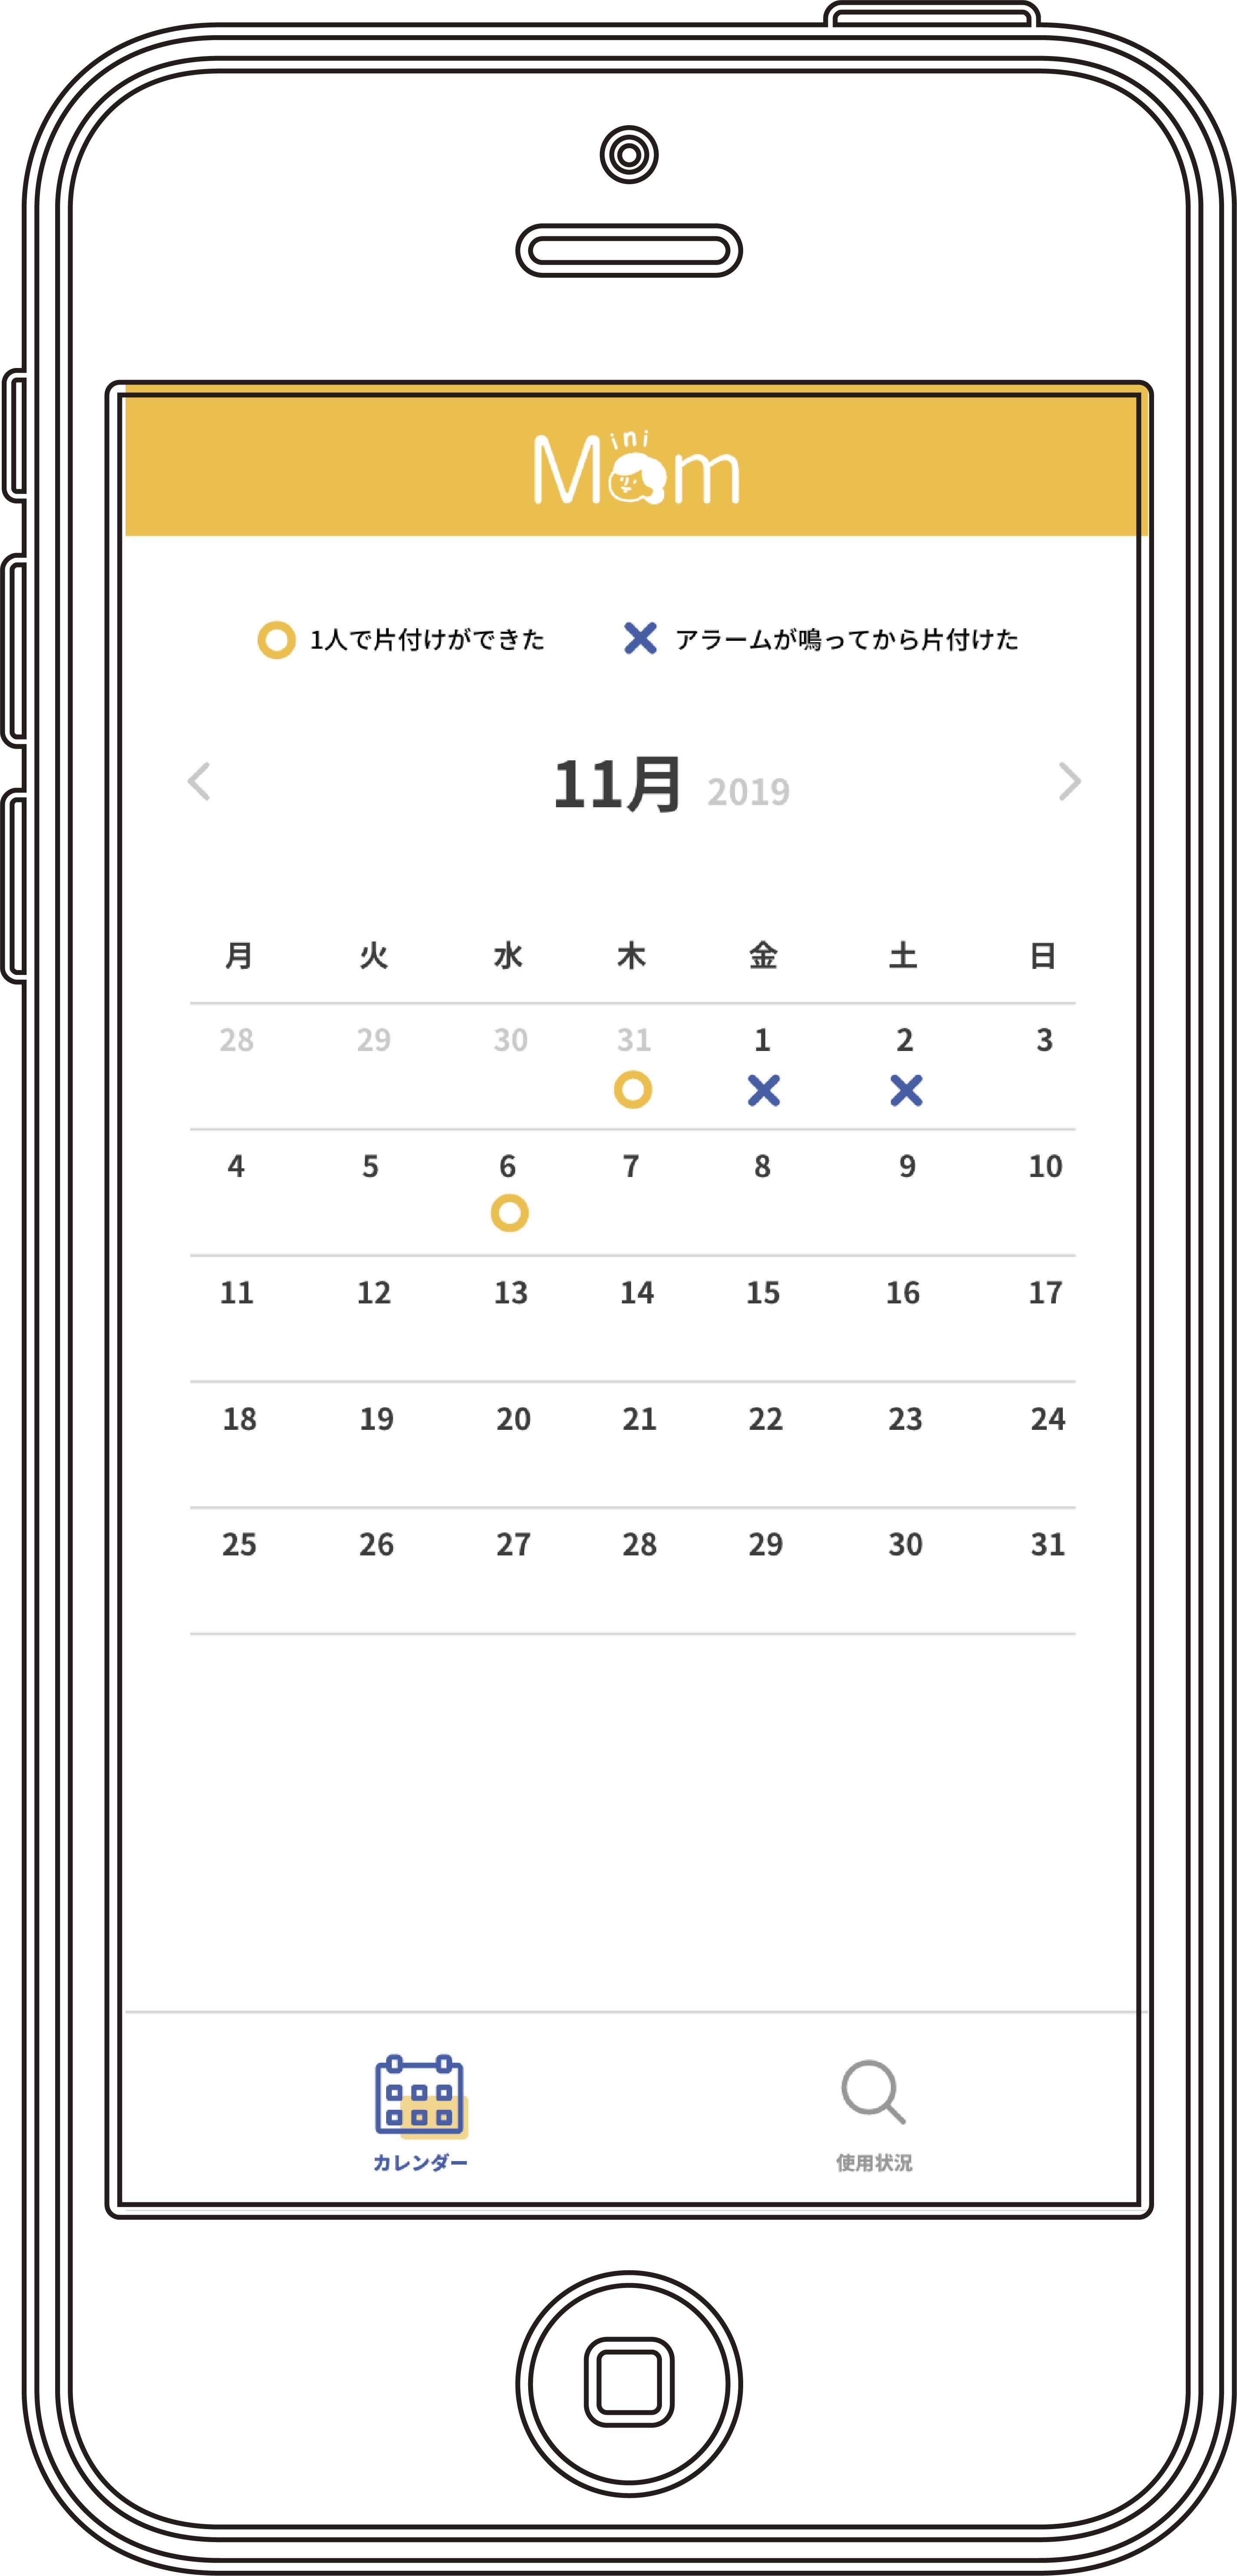 Minimom
1人で片付けができた アラームが鳴ってから片付けた
11月 2019
月 火 水 木 金 土 日
28 29 30 31 1 2 3
4 5 6 7 8 9 10
11 12 13 14 15 16 17
18 19 20 21 22 23 24
25 26 27 28 29 30 31
カレンダー 使用状況